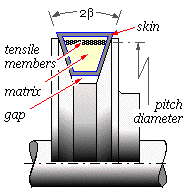 2β
skin
tensile
members
matrix
gap
pitch
diameter